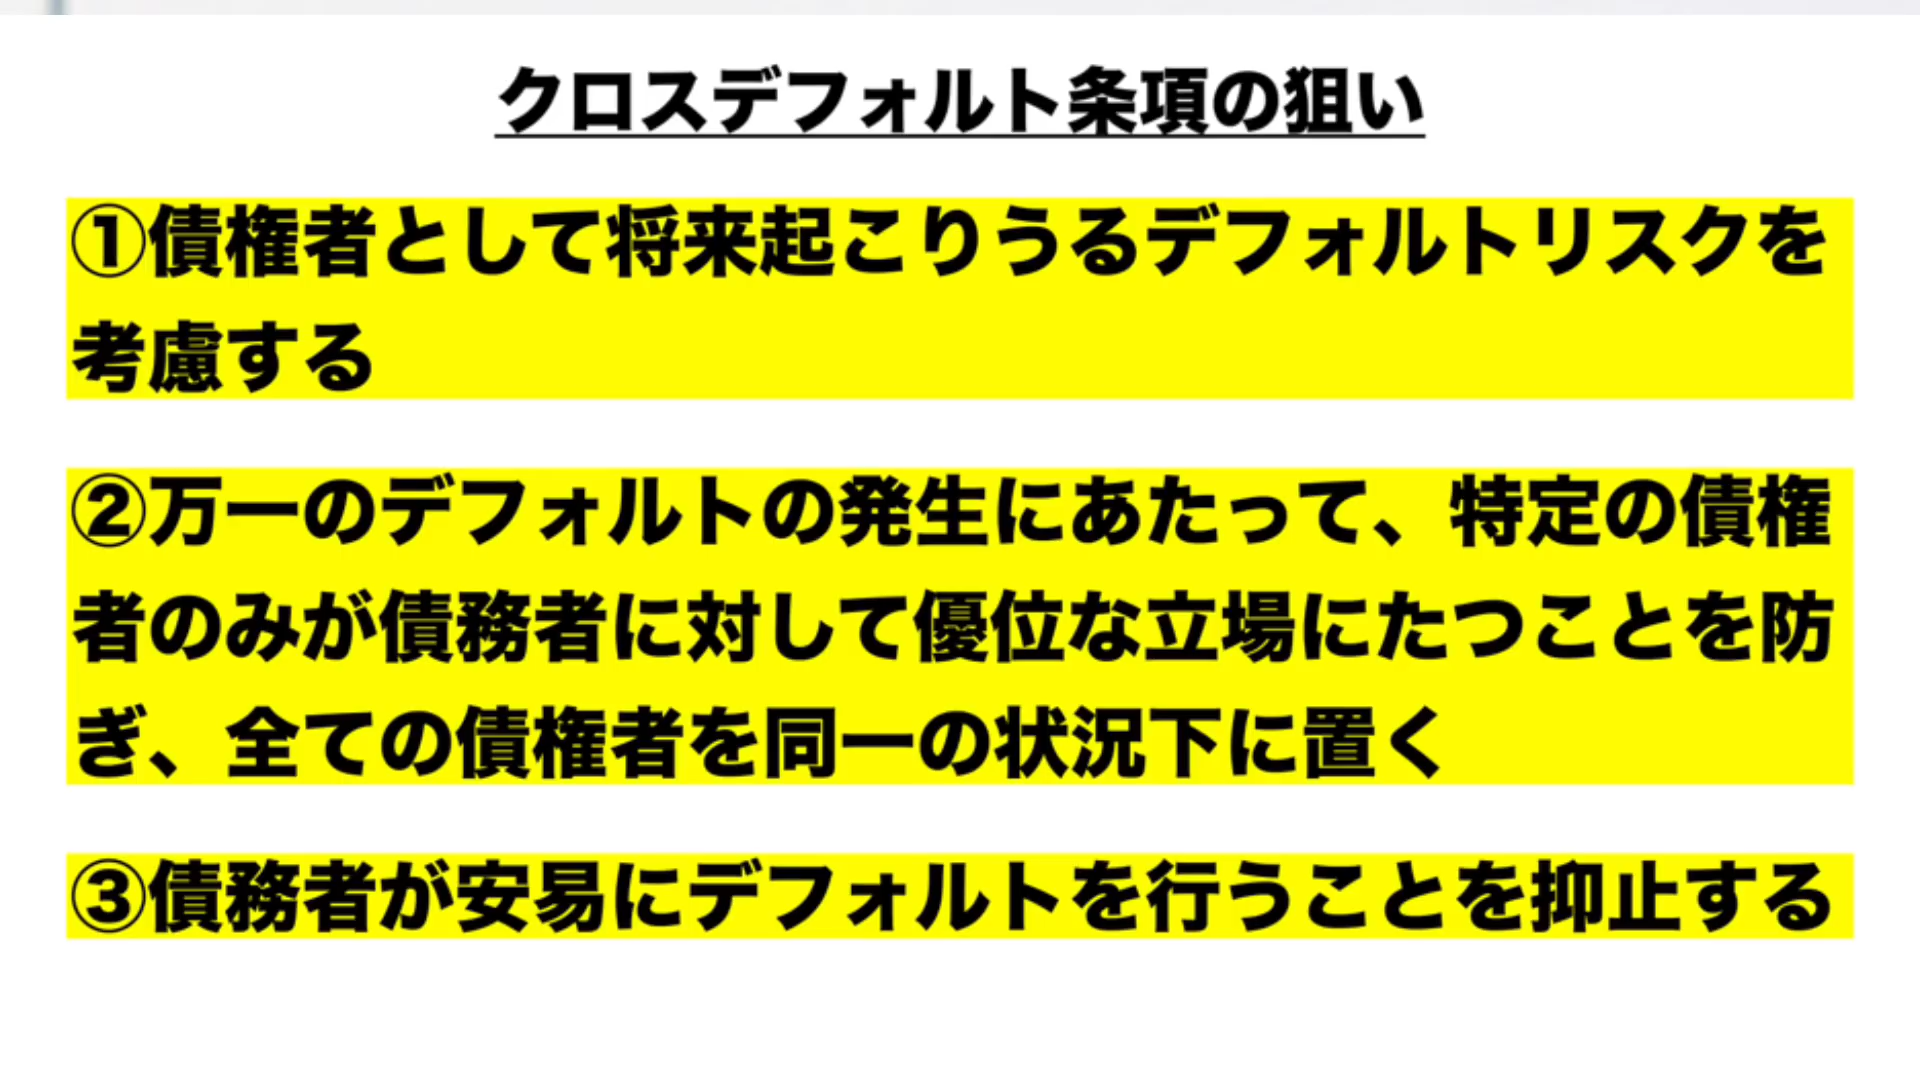 クロスデフォルト条項の狙い
①債権者として将来起こりうるデフォルトリスクを
考慮する
②万一のデフォルトの発生にあたって、特定の債権
者のみが債務者に対して優位な立場にたつことを防
ぎ、全ての債権者を同一の状況下に置く
③債務者が安易にデフォルトを行うことを抑止する